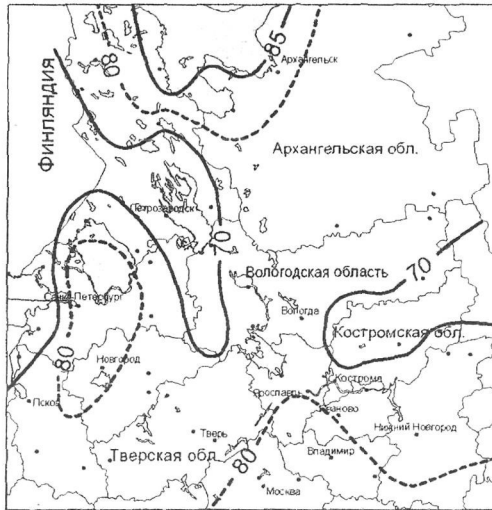 80
85
Архангельск
ФИНЛЯНДИЯ
Архангельская обл.
Петрозаводск
70
70
Вологодская область
Санкт-Петербург
Вологда
Костромская обл.
80
Новгород
Кострома
Псков
Ярославль
Иваново
Нижний Новгород
Тверь
Тверская обл.
80
Владимир
Москва